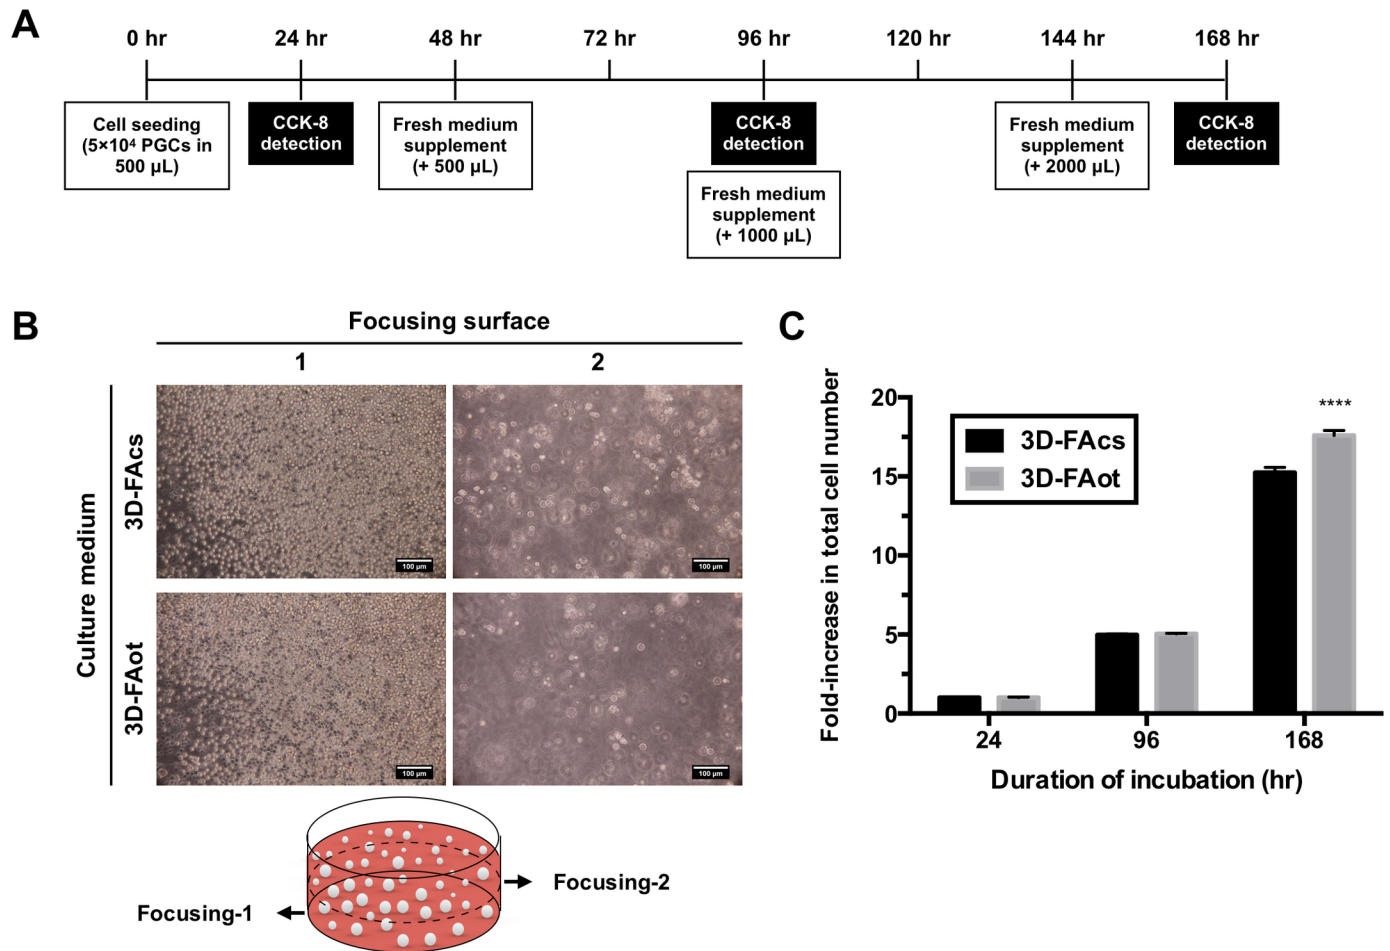 A
0 hr
24 hr
48 hr
72 hr
96 hr
120 hr
144 hr
168 hr
Cell seeding
(5×10⁴ PGCs in
500 µL)
CCK-8
detection
Fresh medium
supplement
(+ 500 µL)
CCK-8
detection
Fresh medium
supplement
(+ 1000 µL)
Fresh medium
supplement
(+ 2000 µL)
CCK-8
detection
B
Focusing surface
1
2
Culture medium
3D-FAcs
3D-FAot
100 µm
100 µm
100 µm
100 µm
Focusing-1
Focusing-2
C
Fold-increase in total cell number
20
15
10
5
0
3D-FAcs
3D-FAot
****
24
96
168
Duration of incubation (hr)